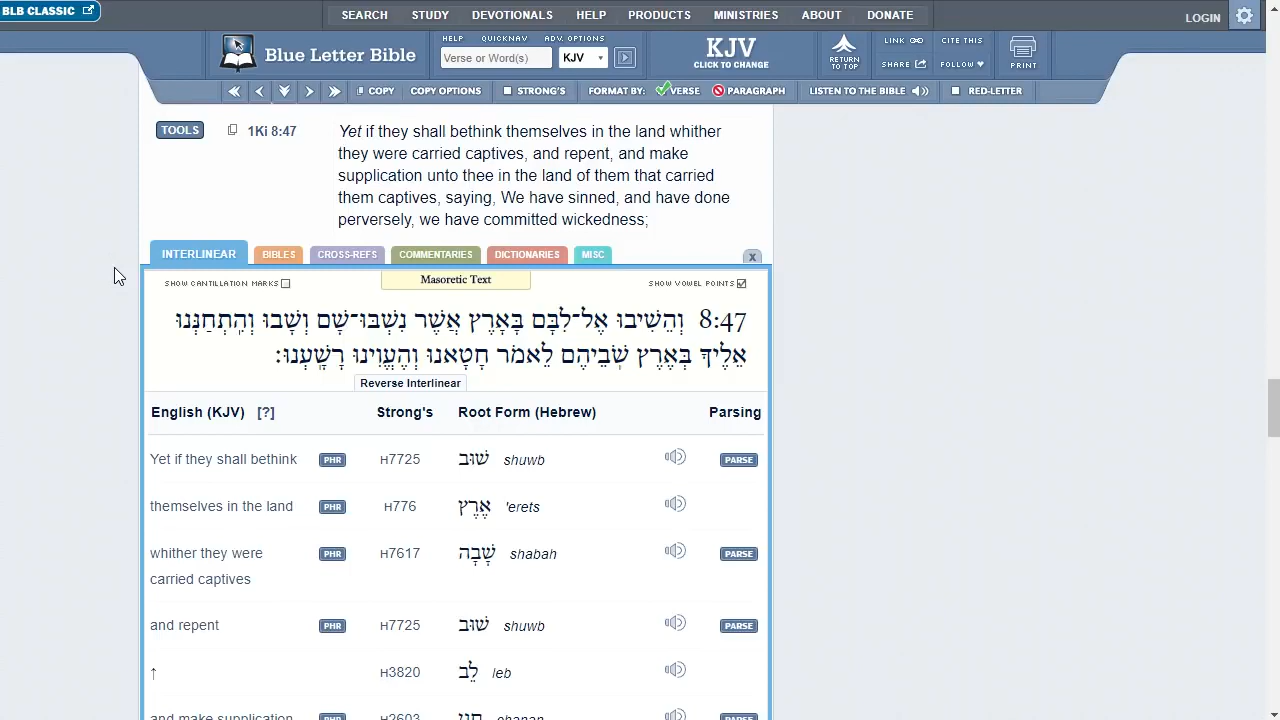 BLB CLASSIC
SEARCH STUDY DEVOTIONALS HELP PRODUCTS MINISTRIES ABOUT DONATE
LOGIN
Blue Letter Bible
HELP QUICKNAV ADV. OPTIONS
Verse or Word(s) KJV
KJV
CLICK TO CHANGE
RETURN
TO TOP
LINK CITE THIS
SHARE FOLLOW
PRINT
COPY COPY OPTIONS STRONG'S FORMAT BY: VERSE PARAGRAPH LISTEN TO THE BIBLE RED-LETTER
TOOLS 1Ki 8:47
Yet if they shall bethink themselves in the land whither
they were carried captives, and repent, and make
supplication unto thee in the land of them that carried
them captives, saying, We have sinned, and have done
perversely, we have committed wickedness;
INTERLINEAR BIBLES CROSS-REFS COMMENTARIES DICTIONARIES MISC X
SHOW CANTILLATION MARKS Masoretic Text SHOW VOWEL POINTS
8:47 וְהֵשִׁיבוּ אֶל־לִבָּם בָּאָרֶץ אֲשֶׁר נִשְׁבּוּ־שָׁם וְשָׁבוּ וְהִתְחַנְּנוּ
אֵלֶיךָ בְּאֶרֶץ שֹׁבֵיהֶם לֵאמֹר חָטָאנוּ וְהֶעֱוִינוּ רָשָׁעְנוּ׃
Reverse Interlinear
English (KJV) [?] Strong's Root Form (Hebrew) Parsing
Yet if they shall bethink PHR H7725 שׁוּב shuwb PARSE
themselves in the land PHR H776 אֶרֶץ 'erets
whither they were PHR H7617 שָׁבָה shabah PARSE
carried captives
and repent PHR H7725 שׁוּב shuwb PARSE
↑ H3820 לֵב leb
and make supplication PHR H2603 חנן chanan PARSE